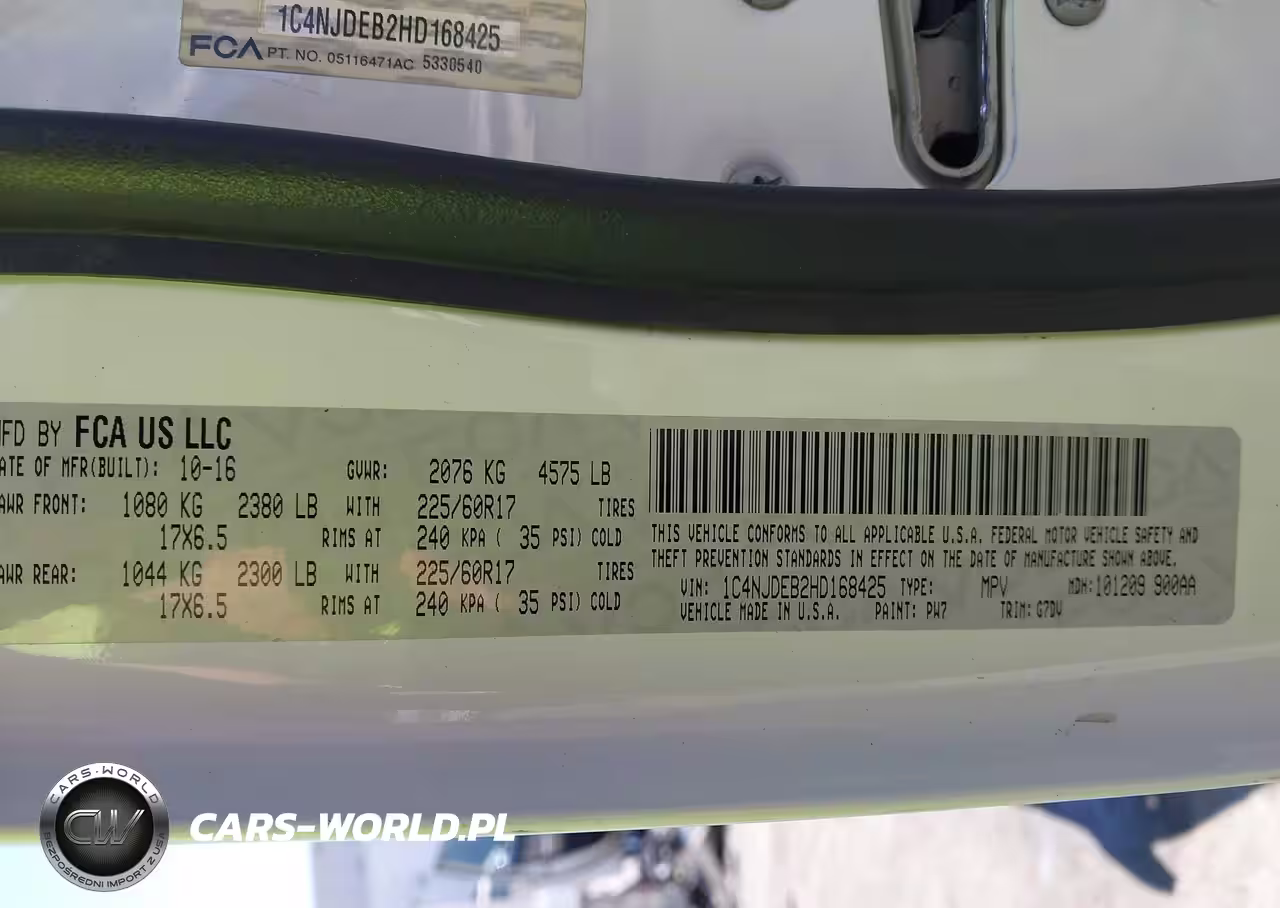 1C4NJDEB2HD168425
FCA PT. NO. 05116471AC 5330540
MFD BY FCA US LLC
ATE OF MFR(BUILT): 10-16 GVWR: 2076 KG 4575 LB
AWR FRONT: 1080 KG 2380 LB WITH 225/60R17 TIRES
17X6.5 RIMS AT 240 KPA ( 35 PSI) COLD
AWR REAR: 1044 KG 2300 LB WITH 225/60R17 TIRES
17X6.5 RIMS AT 240 KPA ( 35 PSI) COLD
THIS VEHICLE CONFORMS TO ALL APPLICABLE U.S.A. FEDERAL MOTOR VEHICLE SAFETY AND
THEFT PREVENTION STANDARDS IN EFFECT ON THE DATE OF MANUFACTURE SHOWN ABOVE.
VIN: 1C4NJDEB2HD168425 TYPE: MPV MDH:101209 900AA
VEHICLE MADE IN U.S.A. PAINT: PW7 TRIM: G7DV
CARS-WORLD
CW
BEZPOŚREDNI IMPORT Z USA
CARS-WORLD.PL